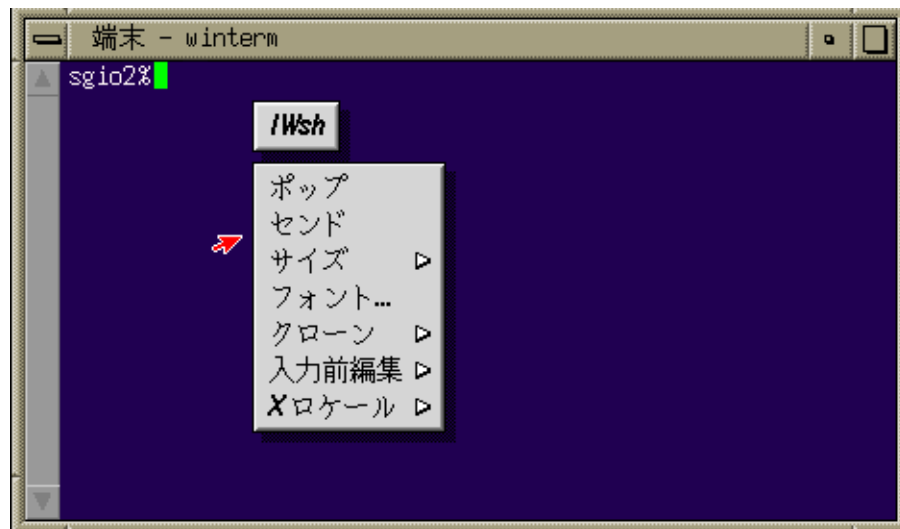 端末 - winterm
sgio2%
IWsh
ポップ
センド
サイズ
フォント…
クローン
入力前編集
Xロケール